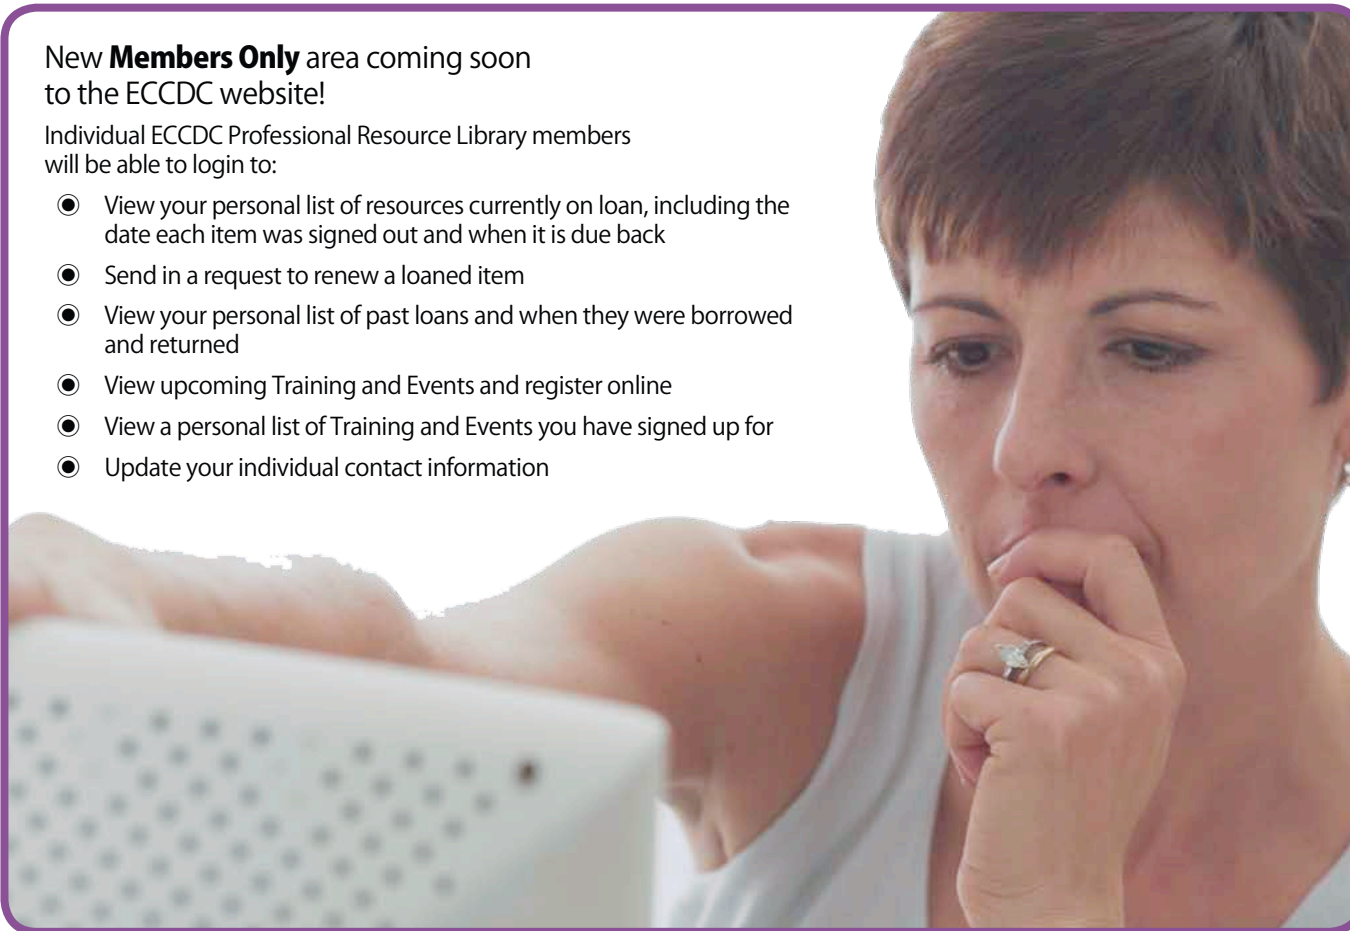 New Members Only area coming soon
to the ECCDC website!
Individual ECCDC Professional Resource Library members
will be able to login to:
◉ View your personal list of resources currently on loan, including the
date each item was signed out and when it is due back
◉ Send in a request to renew a loaned item
◉ View your personal list of past loans and when they were borrowed
and returned
◉ View upcoming Training and Events and register online
◉ View a personal list of Training and Events you have signed up for
◉ Update your individual contact information